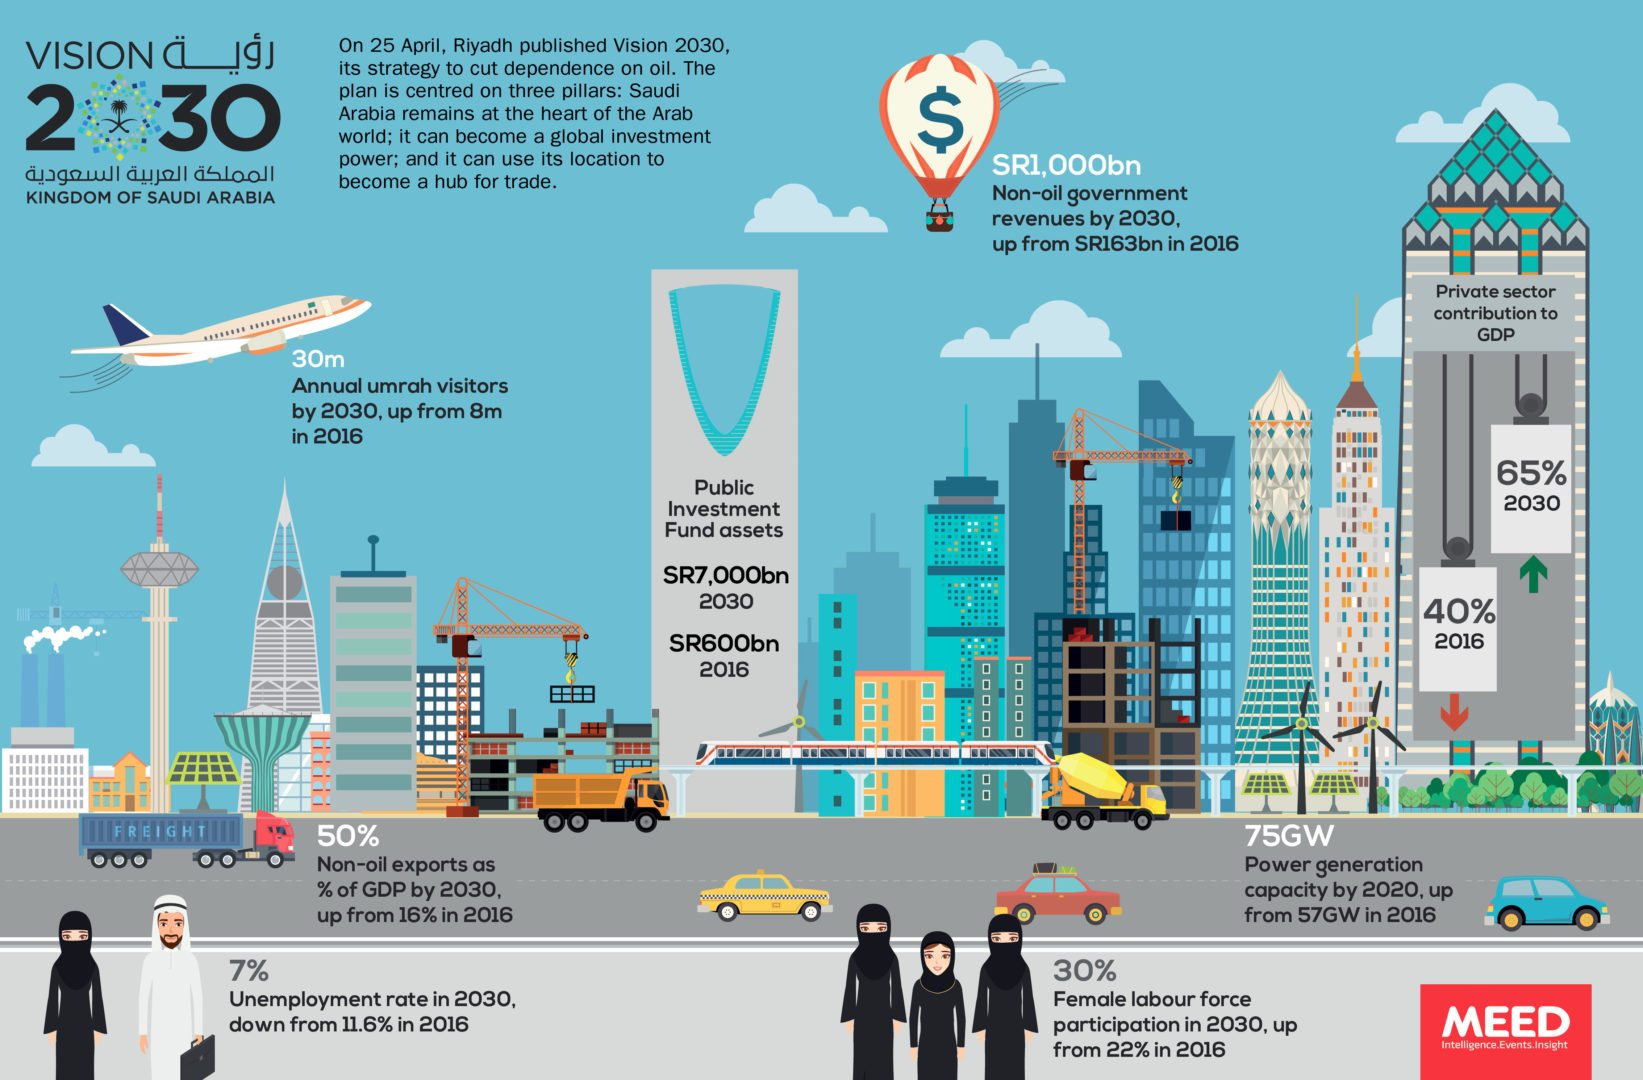 VISION رؤيـــة
2030
المملكة العربية السعودية
KINGDOM OF SAUDI ARABIA
On 25 April, Riyadh published Vision 2030,
its strategy to cut dependence on oil. The
plan is centred on three pillars: Saudi
Arabia remains at the heart of the Arab
world; it can become a global investment
power; and it can use its location to
become a hub for trade.
$
SR1,000bn
Non-oil government
revenues by 2030,
up from SR163bn in 2016
30m
Annual umrah visitors
by 2030, up from 8m
in 2016
Public
Investment
Fund assets
SR7,000bn
2030
SR600bn
2016
Private sector
contribution to
GDP
65%
2030
40%
2016
FREIGHT
50%
Non-oil exports as
% of GDP by 2030,
up from 16% in 2016
75GW
Power generation
capacity by 2020, up
from 57GW in 2016
7%
Unemployment rate in 2030,
down from 11.6% in 2016
30%
Female labour force
participation in 2030, up
from 22% in 2016
MEED
Intelligence.Events.Insight